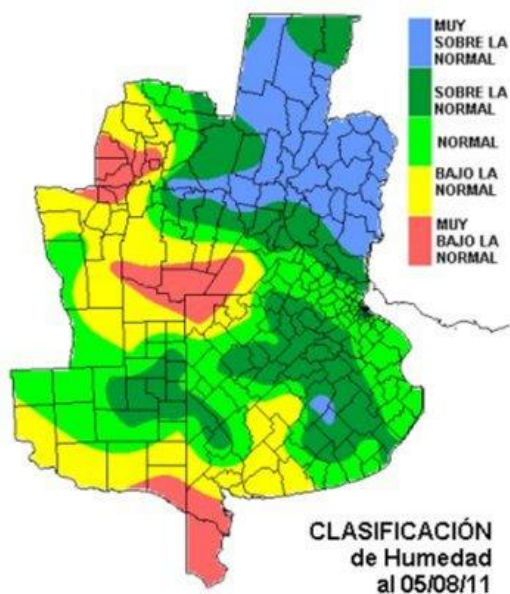 MUY
SOBRE LA
NORMAL
SOBRE LA
NORMAL
NORMAL
BAJO LA
NORMAL
MUY
BAJO LA
NORMAL
CLASIFICACIÓN
de Humedad
al 05/08/11